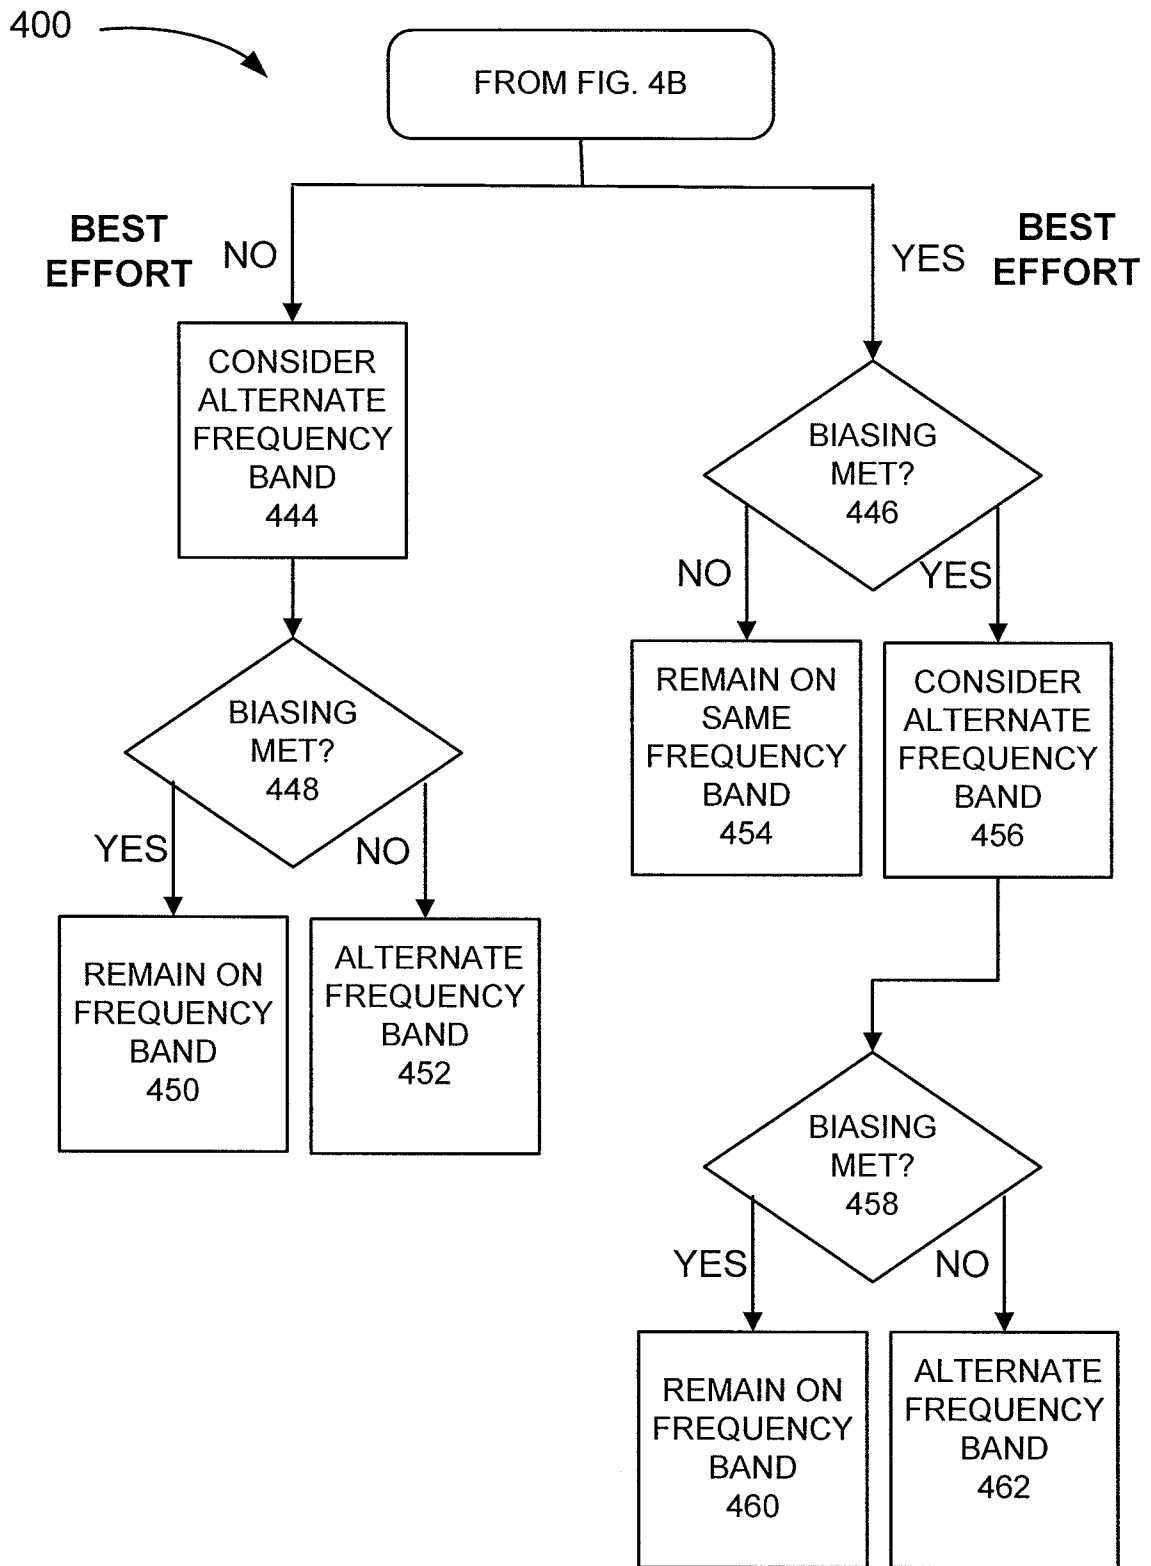 400
FROM FIG. 4B
BEST
EFFORT
NO
YES
BEST
EFFORT
CONSIDER
ALTERNATE
FREQUENCY
BAND
444
BIASING
MET?
446
NO
YES
REMAIN ON
SAME
FREQUENCY
BAND
454
CONSIDER
ALTERNATE
FREQUENCY
BAND
456
BIASING
MET?
448
YES
NO
REMAIN ON
FREQUENCY
BAND
450
ALTERNATE
FREQUENCY
BAND
452
BIASING
MET?
458
YES
NO
REMAIN ON
FREQUENCY
BAND
460
ALTERNATE
FREQUENCY
BAND
462